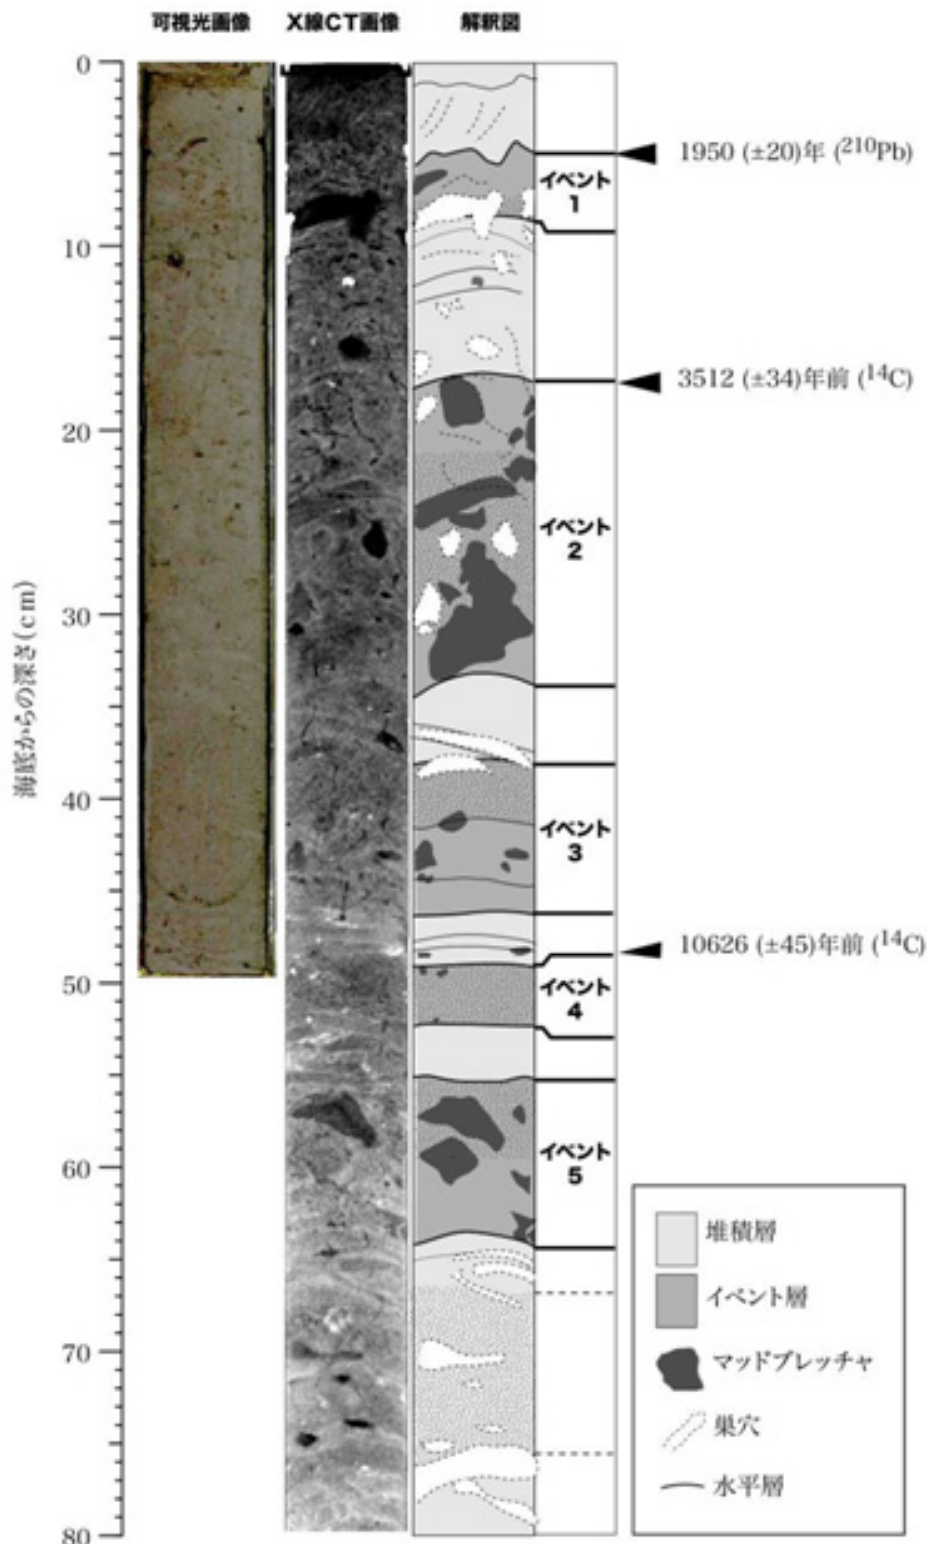 可視光画像
X線CT画像
解釈図
海底からの深さ(cm)
0
10
20
30
40
50
60
70
80
イベント
1
イベント
2
イベント
3
イベント
4
イベント
5
1950 (±20)年 (²¹⁰Pb)
3512 (±34)年前 (¹⁴C)
10626 (±45)年前 (¹⁴C)
堆積層
イベント層
マッドブレッチャ
巣穴
水平層